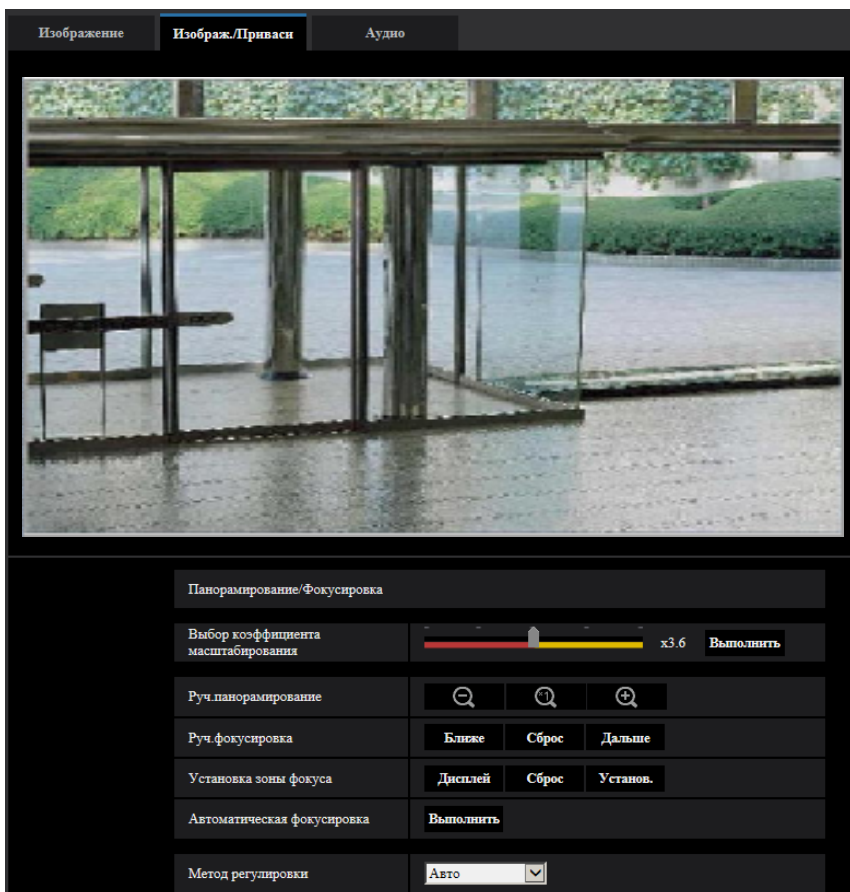 Изображение Изображ./Приваси Аудио
Панорамирование/Фокусировка
Выбор коэффициента
масштабирования
x3.6 Выполнить
Руч.панорамирование ×1
Руч.фокусировка Ближе Сброс Дальше
Установка зоны фокуса Дисплей Сброс Установ.
Автоматическая фокусировка Выполнить
Метод регулировки Авто